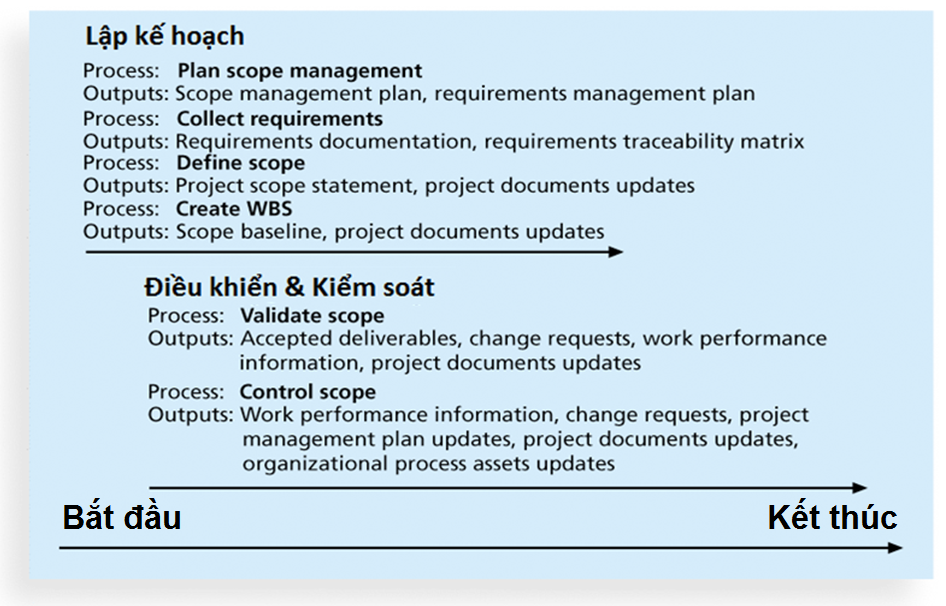 Lập kế hoạch
Process: Plan scope management
Outputs: Scope management plan, requirements management plan
Process: Collect requirements
Outputs: Requirements documentation, requirements traceability matrix
Process: Define scope
Outputs: Project scope statement, project documents updates
Process: Create WBS
Outputs: Scope baseline, project documents updates
Điều khiển & Kiểm soát
Process: Validate scope
Outputs: Accepted deliverables, change requests, work performance
information, project documents updates
Process: Control scope
Outputs: Work performance information, change requests, project
management plan updates, project documents updates,
organizational process assets updates
Bắt đầu Kết thúc